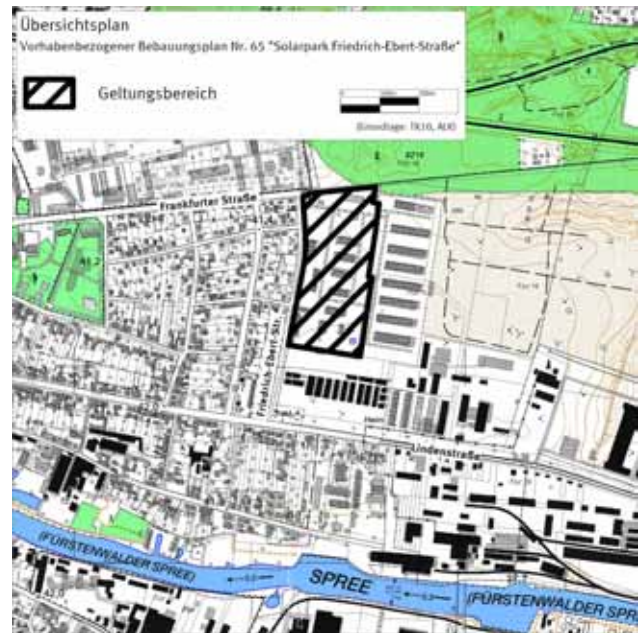 Übersichtsplan
Vorhabenbezogener Bebauungsplan Nr. 65 "Solarpark Friedrich-Ebert-Straße"
Geltungsbereich
Frankfurter Straße
Friedrich-Ebert-Str.
Lindenstraße
(FÜRSTENWALDER SPREE)
SPREE
(FÜRSTENWALDER SPR